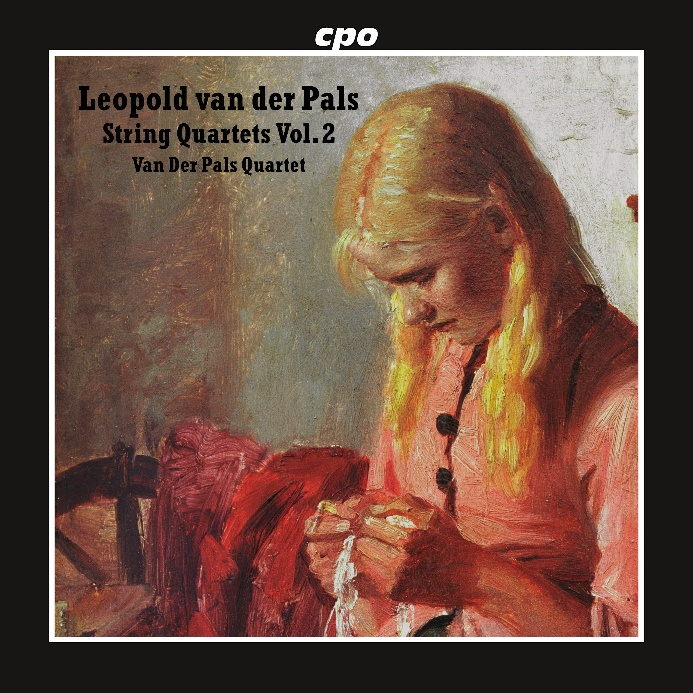 cpo
Leopold van der Pals
String Quartets Vol. 2
Van Der Pals Quartet